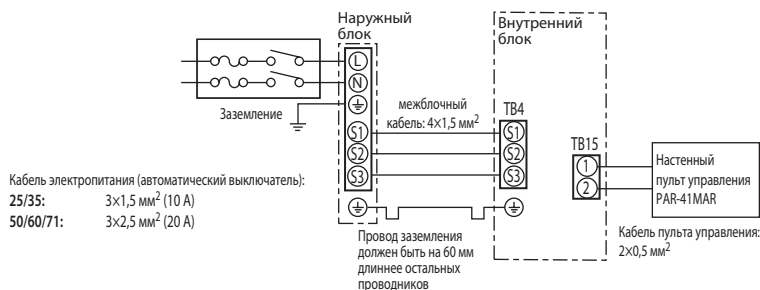 Наружный
блок
Внутренний
блок
L
N
Заземление
межблочный
кабель: 4×1,5 мм²
TB4
S1
S1
S2
S2
S3
S3
TB15
1
2
Настенный
пульт управления
PAR-41MAR
Кабель пульта управления:
2×0,5 мм²
Кабель электропитания (автоматический выключатель):
25/35: 3×1,5 мм² (10 А)
50/60/71: 3×2,5 мм² (20 А)
Провод заземления
должен быть на 60 мм
длиннее остальных
проводников